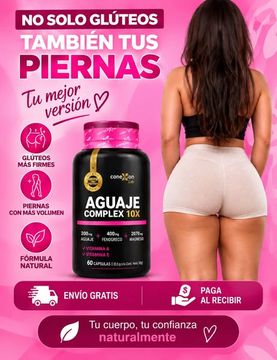 NO SOLO GLÚTEOS
TAMBIÉN TUS
PIERNAS
Tu mejor
versión
GLÚTEOS
MÁS FIRMES
PIERNAS
CON MÁS VOLUMEN
FÓRMULA
NATURAL
AGUAJE
COMPLEX 10X
AGUAJE
FENOGRECO
MAGNESIO
VITAMINA E
60 CÁPSULAS
ENVÍO GRATIS
PAGA
AL RECIBIR
Tu cuerpo, tu confianza
naturalmente